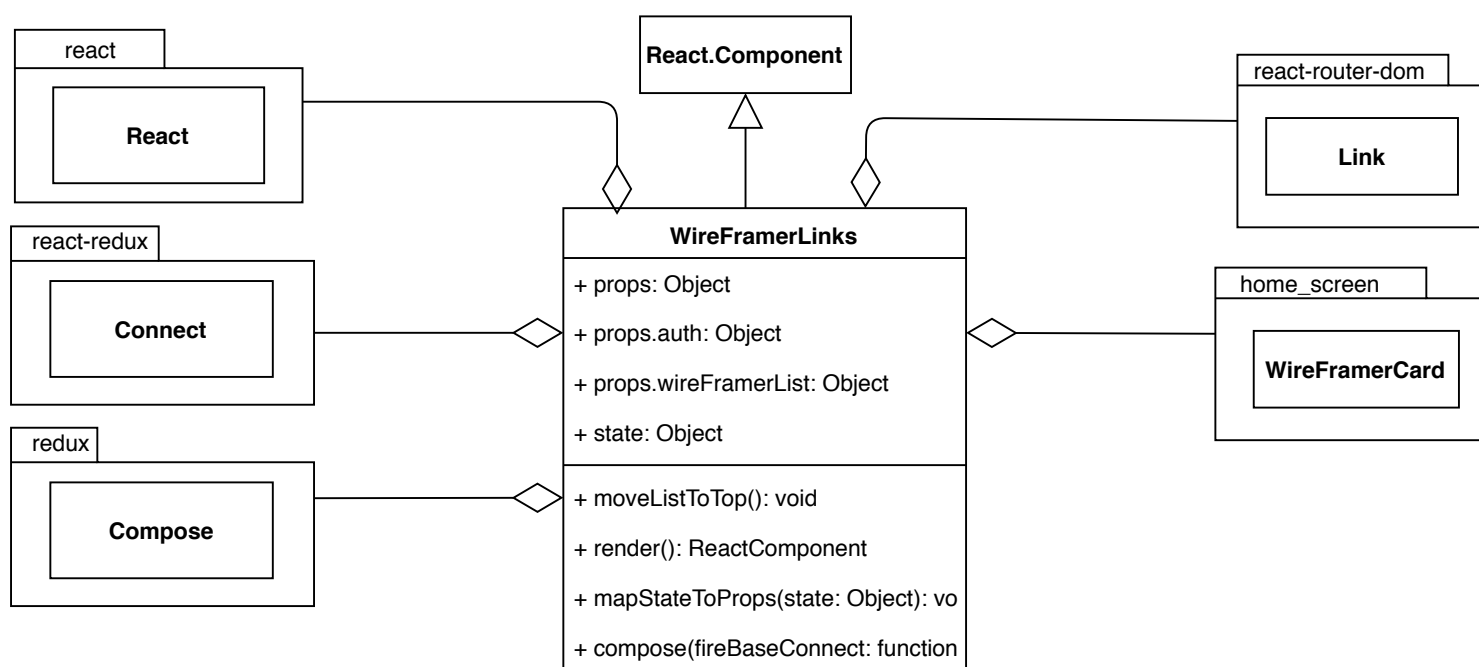 react
React
React.Component
react-router-dom
Link
react-redux
Connect
redux
Compose
WireFramerLinks
+ props: Object
+ props.auth: Object
+ props.wireFramerList: Object
+ state: Object
+ moveListToTop(): void
+ render(): ReactComponent
+ mapStateToProps(state: Object): vo
+ compose(fireBaseConnect: function
home_screen
WireFramerCard